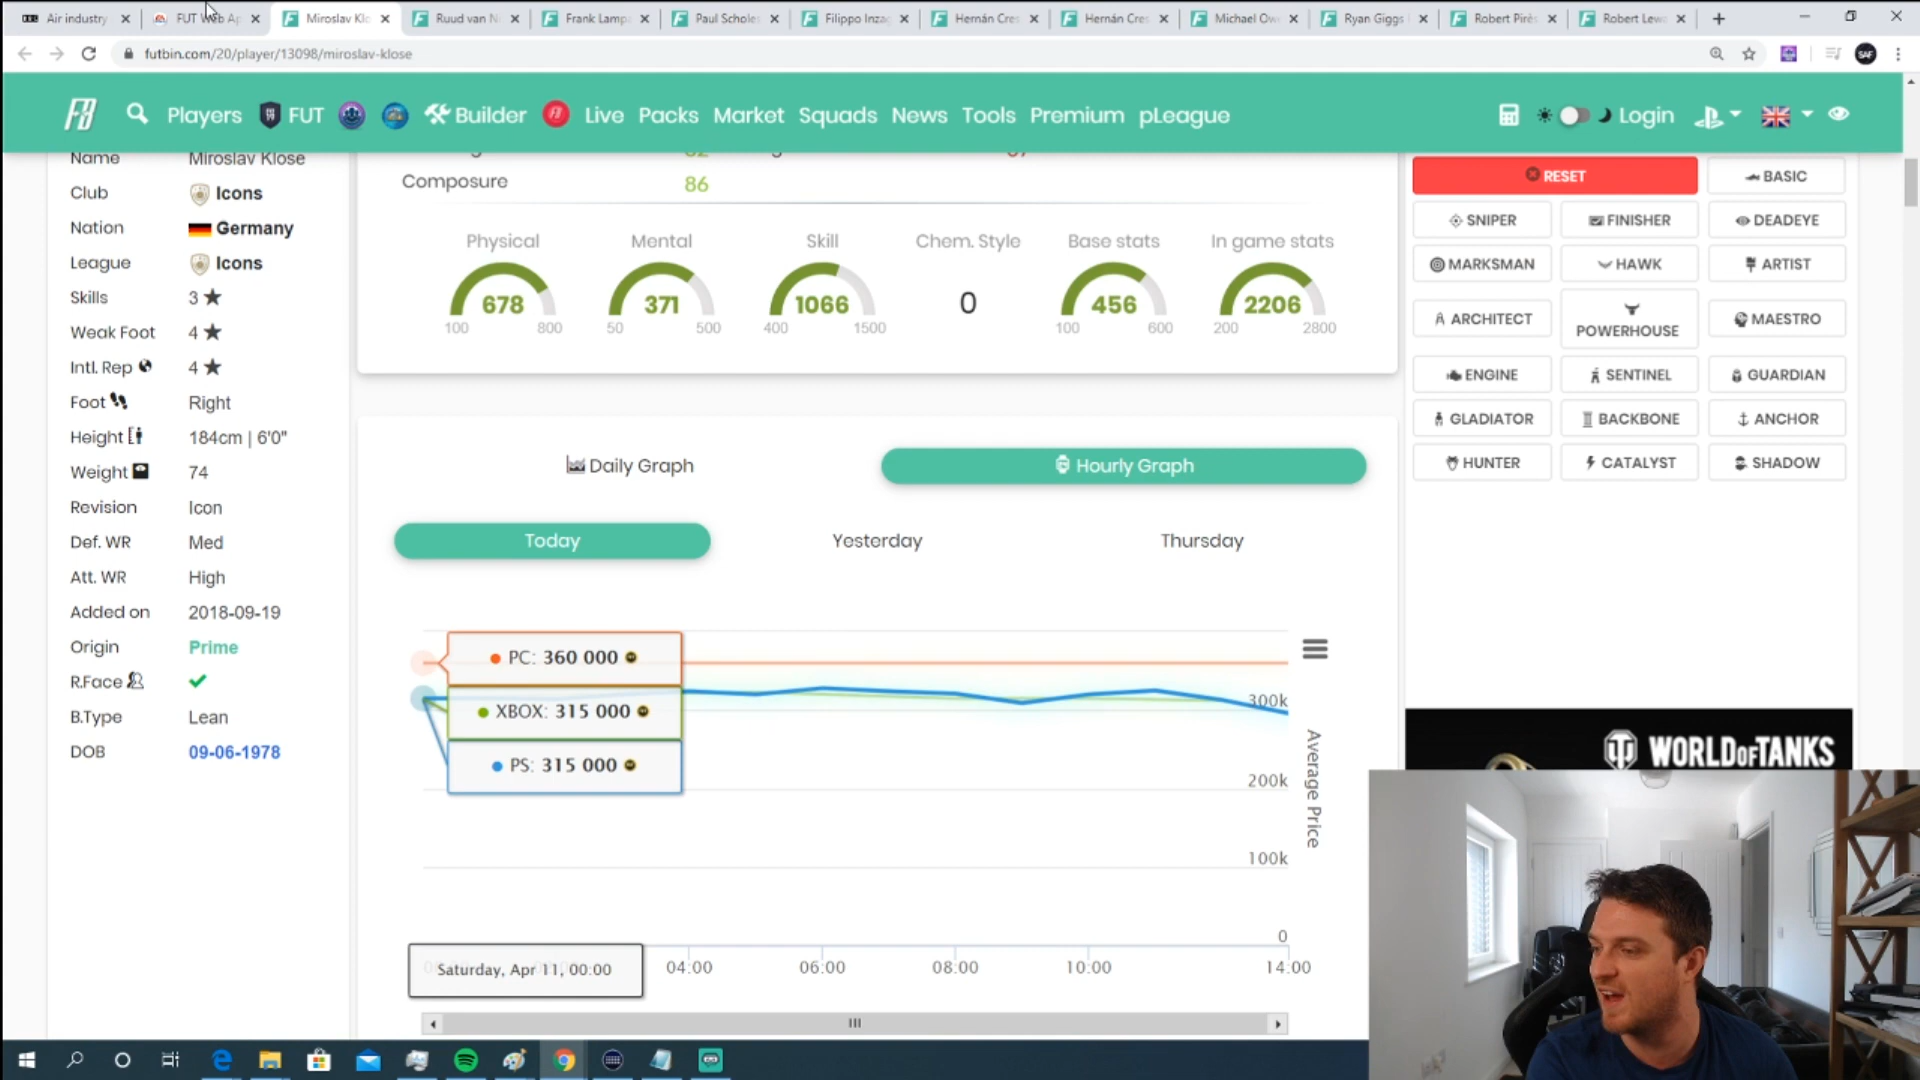 Air industry
FUT Web Ap
Miroslav Klo
Ruud van N
Frank Lampa
Paul Scholes
Filippo Inzag
Hernán Cres
Hernán Cres
Michael Ow
Ryan Giggs
Robert Pirès
Robert Lew
futbin.com/20/player/13098/miroslav-klose
SAF
Players
FUT
Builder
Live
Packs
Market
Squads
News
Tools
Premium
pLeague
Login
Name Miroslav Klose
Club Icons
Nation Germany
League Icons
Skills 3
Weak Foot 4
Intl. Rep 4
Foot Right
Height 184cm | 6'0"
Weight 74
Revision Icon
Def. WR Med
Att. WR High
Added on 2018-09-19
Origin Prime
R.Face
B.Type Lean
DOB 09-06-1978
Composure 86
Physical Mental Skill Chem. Style Base stats In game stats
678 371 1066 0 456 2206
100 800 50 500 400 1500 100 600 200 2800
Daily Graph
Hourly Graph
Today
Yesterday
Thursday
PC: 360 000
XBOX: 315 000
PS: 315 000
300k
200k
100k
0
Average Price
Saturday, Apr 11, 00:00
04:00 06:00 08:00 10:00 14:00
RESET
BASIC
SNIPER
FINISHER
DEADEYE
MARKSMAN
HAWK
ARTIST
ARCHITECT
POWERHOUSE
MAESTRO
ENGINE
SENTINEL
GUARDIAN
GLADIATOR
BACKBONE
ANCHOR
HUNTER
CATALYST
SHADOW
WORLD OF TANKS